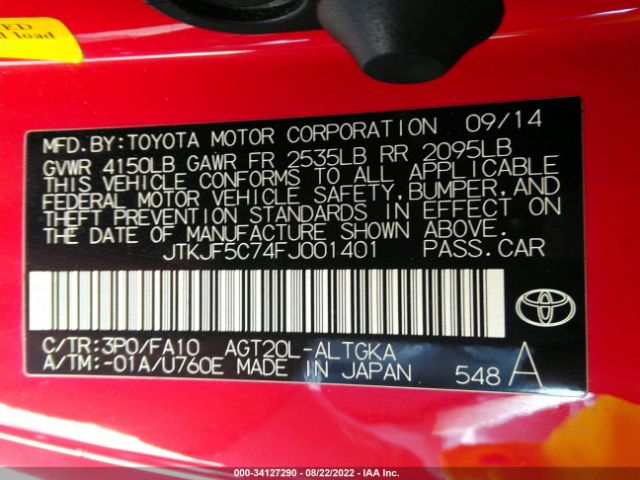 ED
l load
MFD.BY:TOYOTA MOTOR CORPORATION 09/14
GVWR 4150LB GAWR FR 2535LB RR 2095LB
THIS VEHICLE CONFORMS TO ALL APPLICABLE
FEDERAL MOTOR VEHICLE SAFETY,BUMPER,AND
THEFT PREVENTION STANDARDS IN EFFECT ON
THE DATE OF MANUFACTURE SHOWN ABOVE.
JTKJF5C74FJ001401 PASS.CAR
C/TR:3P0/FA10 AGT20L-ALTGKA
A/TM:-01A/U760E MADE IN JAPAN 548 A
000-34127290 - 08/22/2022 - IAA Inc.